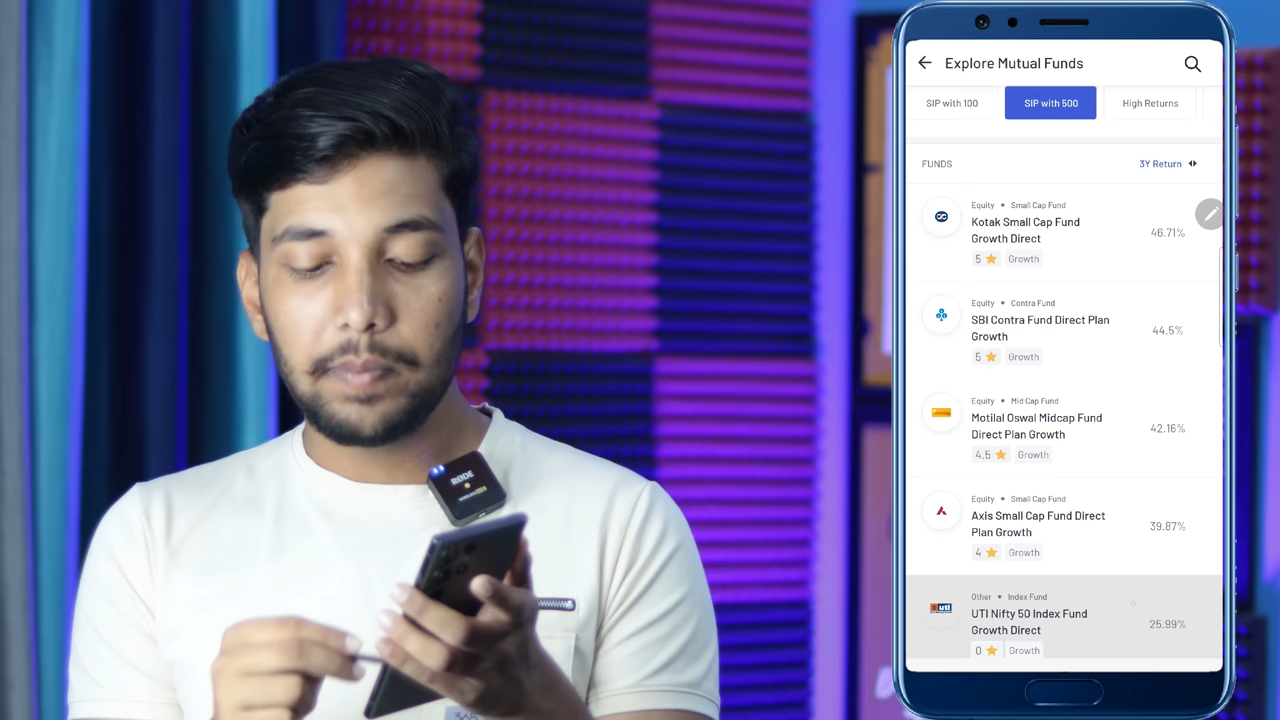 Explore Mutual Funds
SIP with 100
SIP with 500
High Returns
FUNDS
3Y Return
Equity • Small Cap Fund
Kotak Small Cap Fund
Growth Direct
46.71%
5 Growth
Equity • Contra Fund
SBI Contra Fund Direct Plan
Growth
44.5%
5 Growth
Equity • Mid Cap Fund
Motilal Oswal Midcap Fund
Direct Plan Growth
42.16%
4.5 Growth
Equity • Small Cap Fund
Axis Small Cap Fund Direct
Plan Growth
39.87%
4 Growth
Other • Index Fund
uti
UTI Nifty 50 Index Fund
Growth Direct
25.89%
0 Growth
RØDE